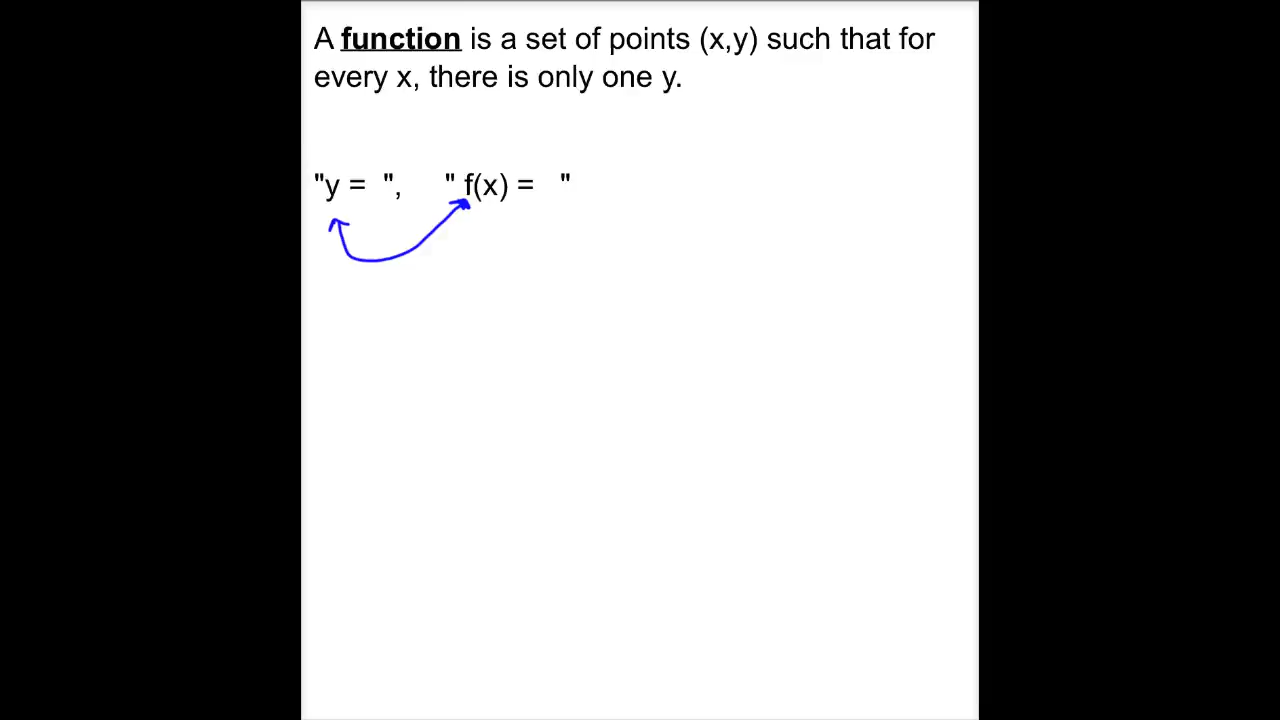 A function is a set of points (x,y) such that for
every x, there is only one y.
"y =  ",     " f(x) =   "